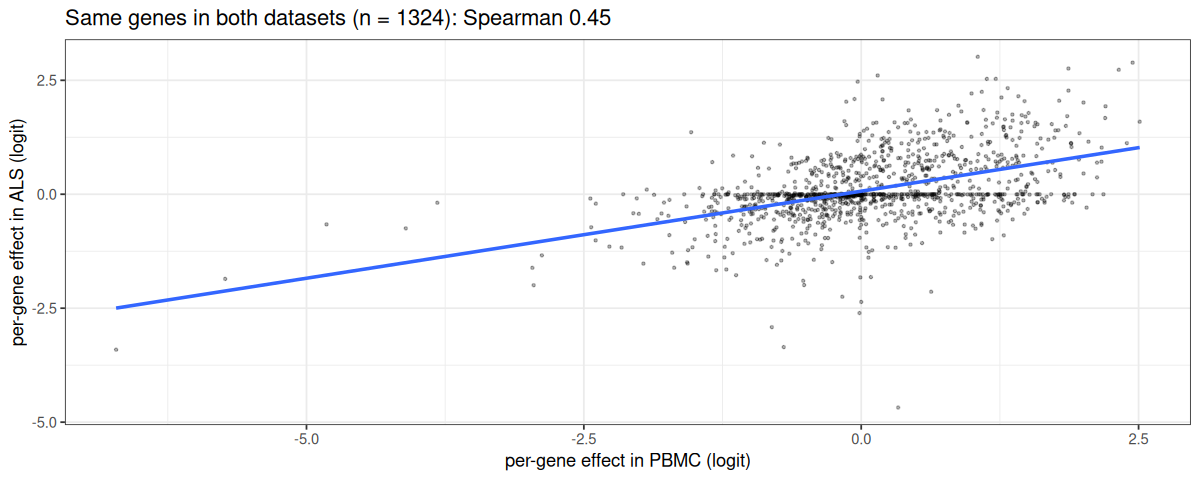 Same genes in both datasets (n = 1324): Spearman 0.45
per-gene effect in ALS (logit)
2.5
0.0
-2.5
-5.0
-5.0 -2.5 0.0 2.5
per-gene effect in PBMC (logit)